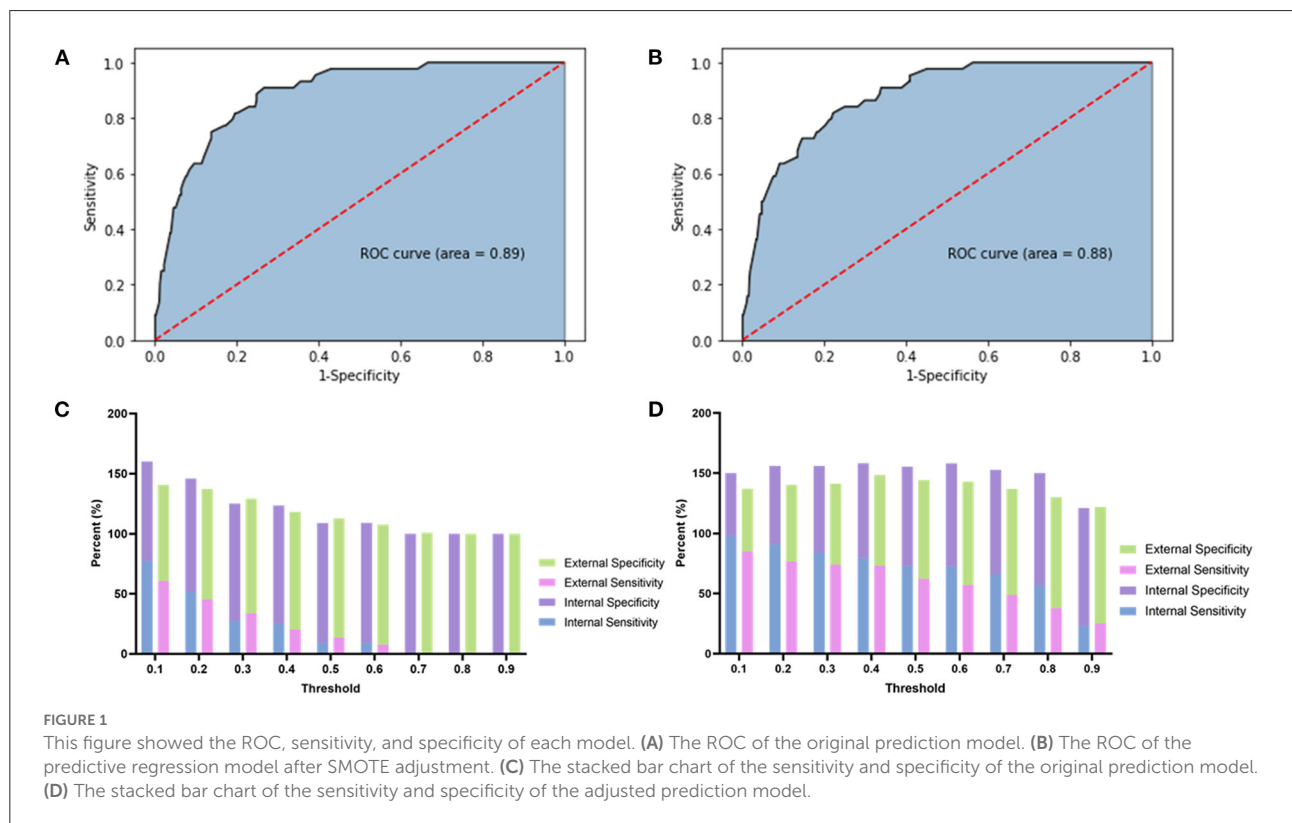 A
1.0
0.8
0.6
0.4
0.2
0.0
Sensitivity
ROC curve (area = 0.89)
0.0 0.2 0.4 0.6 0.8 1.0
1-Specificity
B
1.0
0.8
0.6
0.4
0.2
0.0
Sensitivity
ROC curve (area = 0.88)
0.0 0.2 0.4 0.6 0.8 1.0
1-Specificity
C
200
150
100
50
0
Percent (%)
0.1 0.2 0.3 0.4 0.5 0.6 0.7 0.8 0.9
Threshold
External Specificity
External Sensitivity
Internal Specificity
Internal Sensitivity
D
200
150
100
50
0
Percent (%)
0.1 0.2 0.3 0.4 0.5 0.6 0.7 0.8 0.9
Threshold
External Specificity
External Sensitivity
Internal Specificity
Internal Sensitivity
FIGURE 1
This figure showed the ROC, sensitivity, and specificity of each model. (A) The ROC of the original prediction model. (B) The ROC of the
predictive regression model after SMOTE adjustment. (C) The stacked bar chart of the sensitivity and specificity of the original prediction model.
(D) The stacked bar chart of the sensitivity and specificity of the adjusted prediction model.